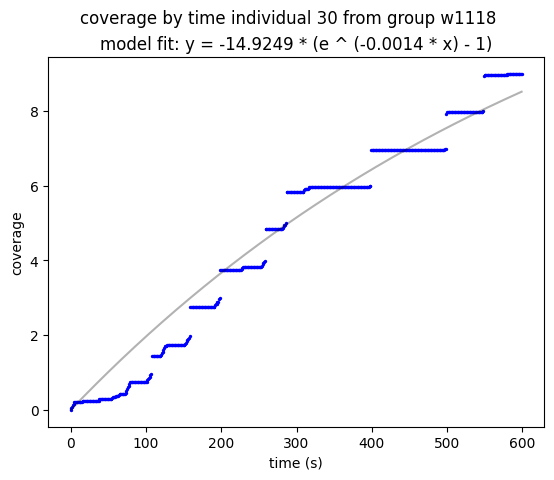 coverage by time individual 30 from group w1118
model fit: y = -14.9249 * (e ^ (-0.0014 * x) - 1)
8
6
coverage
4
2
0
0 100 200 300 400 500 600
time (s)